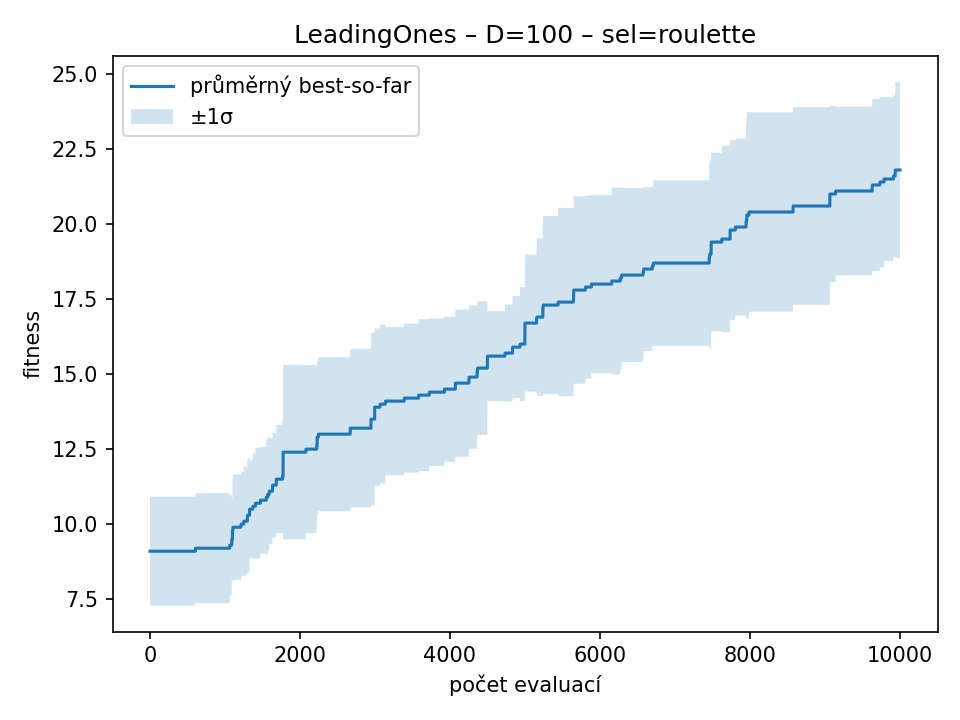 LeadingOnes – D=100 – sel=roulette
průměrný best-so-far
±1σ
fitness
25.0
22.5
20.0
17.5
15.0
12.5
10.0
7.5
0 2000 4000 6000 8000 10000
počet evaluací